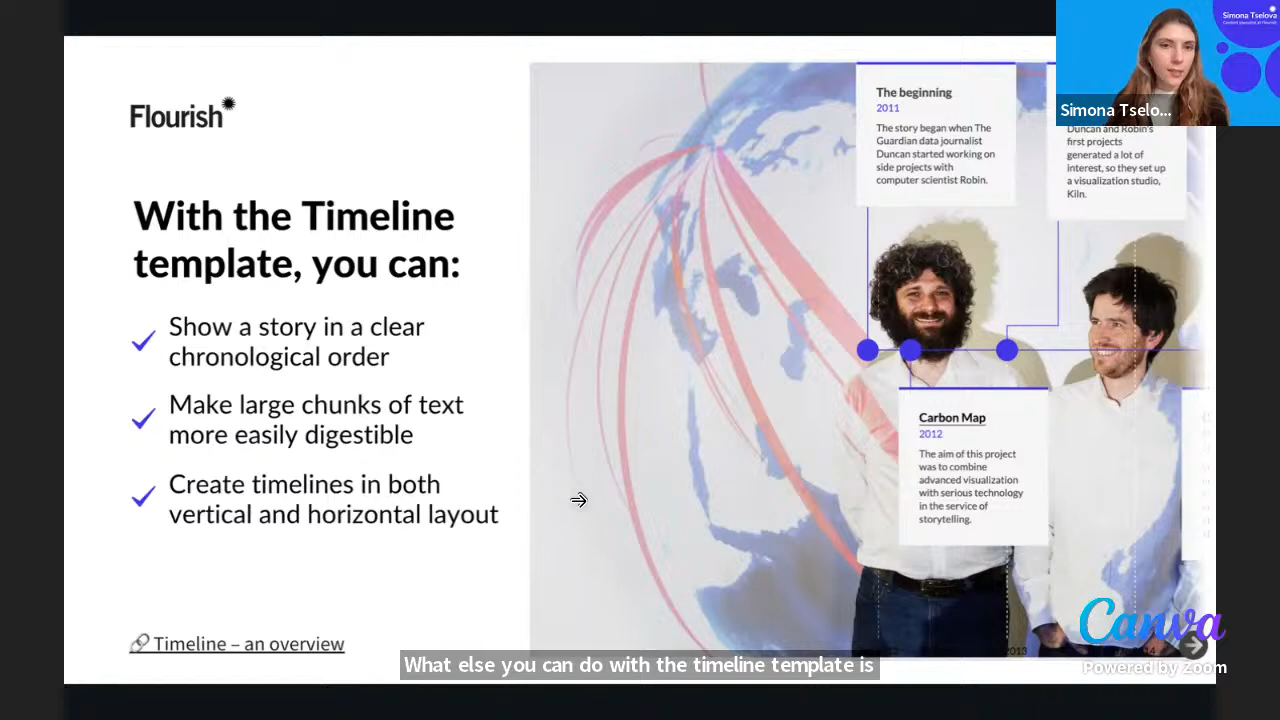 Flourish
With the Timeline
template, you can:
Show a story in a clear
chronological order
Make large chunks of text
more easily digestible
Create timelines in both
vertical and horizontal layout
Timeline – an overview
The beginning
2011
The story began when The
Guardian data journalist
Duncan started working on
side projects with
computer scientist Robin.
Duncan and Robin's
first projects
generated a lot of
interest, so they set up
a visualization studio,
Kiln.
Carbon Map
2012
The aim of this project
was to combine
advanced visualization
with serious technology
in the service of
storytelling.
2013
Simona Tselova
Simona Tselo...
Canva
Powered by Zoom
What else you can do with the timeline template is